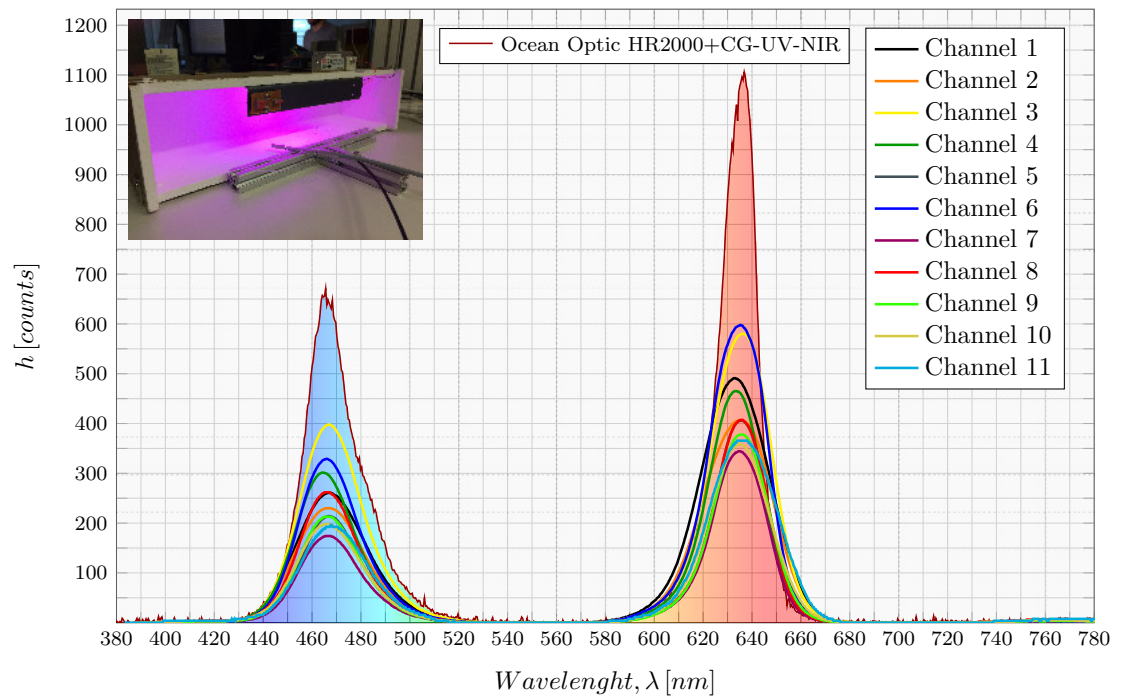 Ocean Optic HR2000+CG-UV-NIR
Channel 1
Channel 2
Channel 3
Channel 4
Channel 5
Channel 6
Channel 7
Channel 8
Channel 9
Channel 10
Channel 11
1200
1100
1000
900
800
700
600
500
400
300
200
100
h [counts]
380 400 420 440 460 480 500 520 540 560 580 600 620 640 660 680 700 720 740 760 780
Wavelenght, λ [nm]